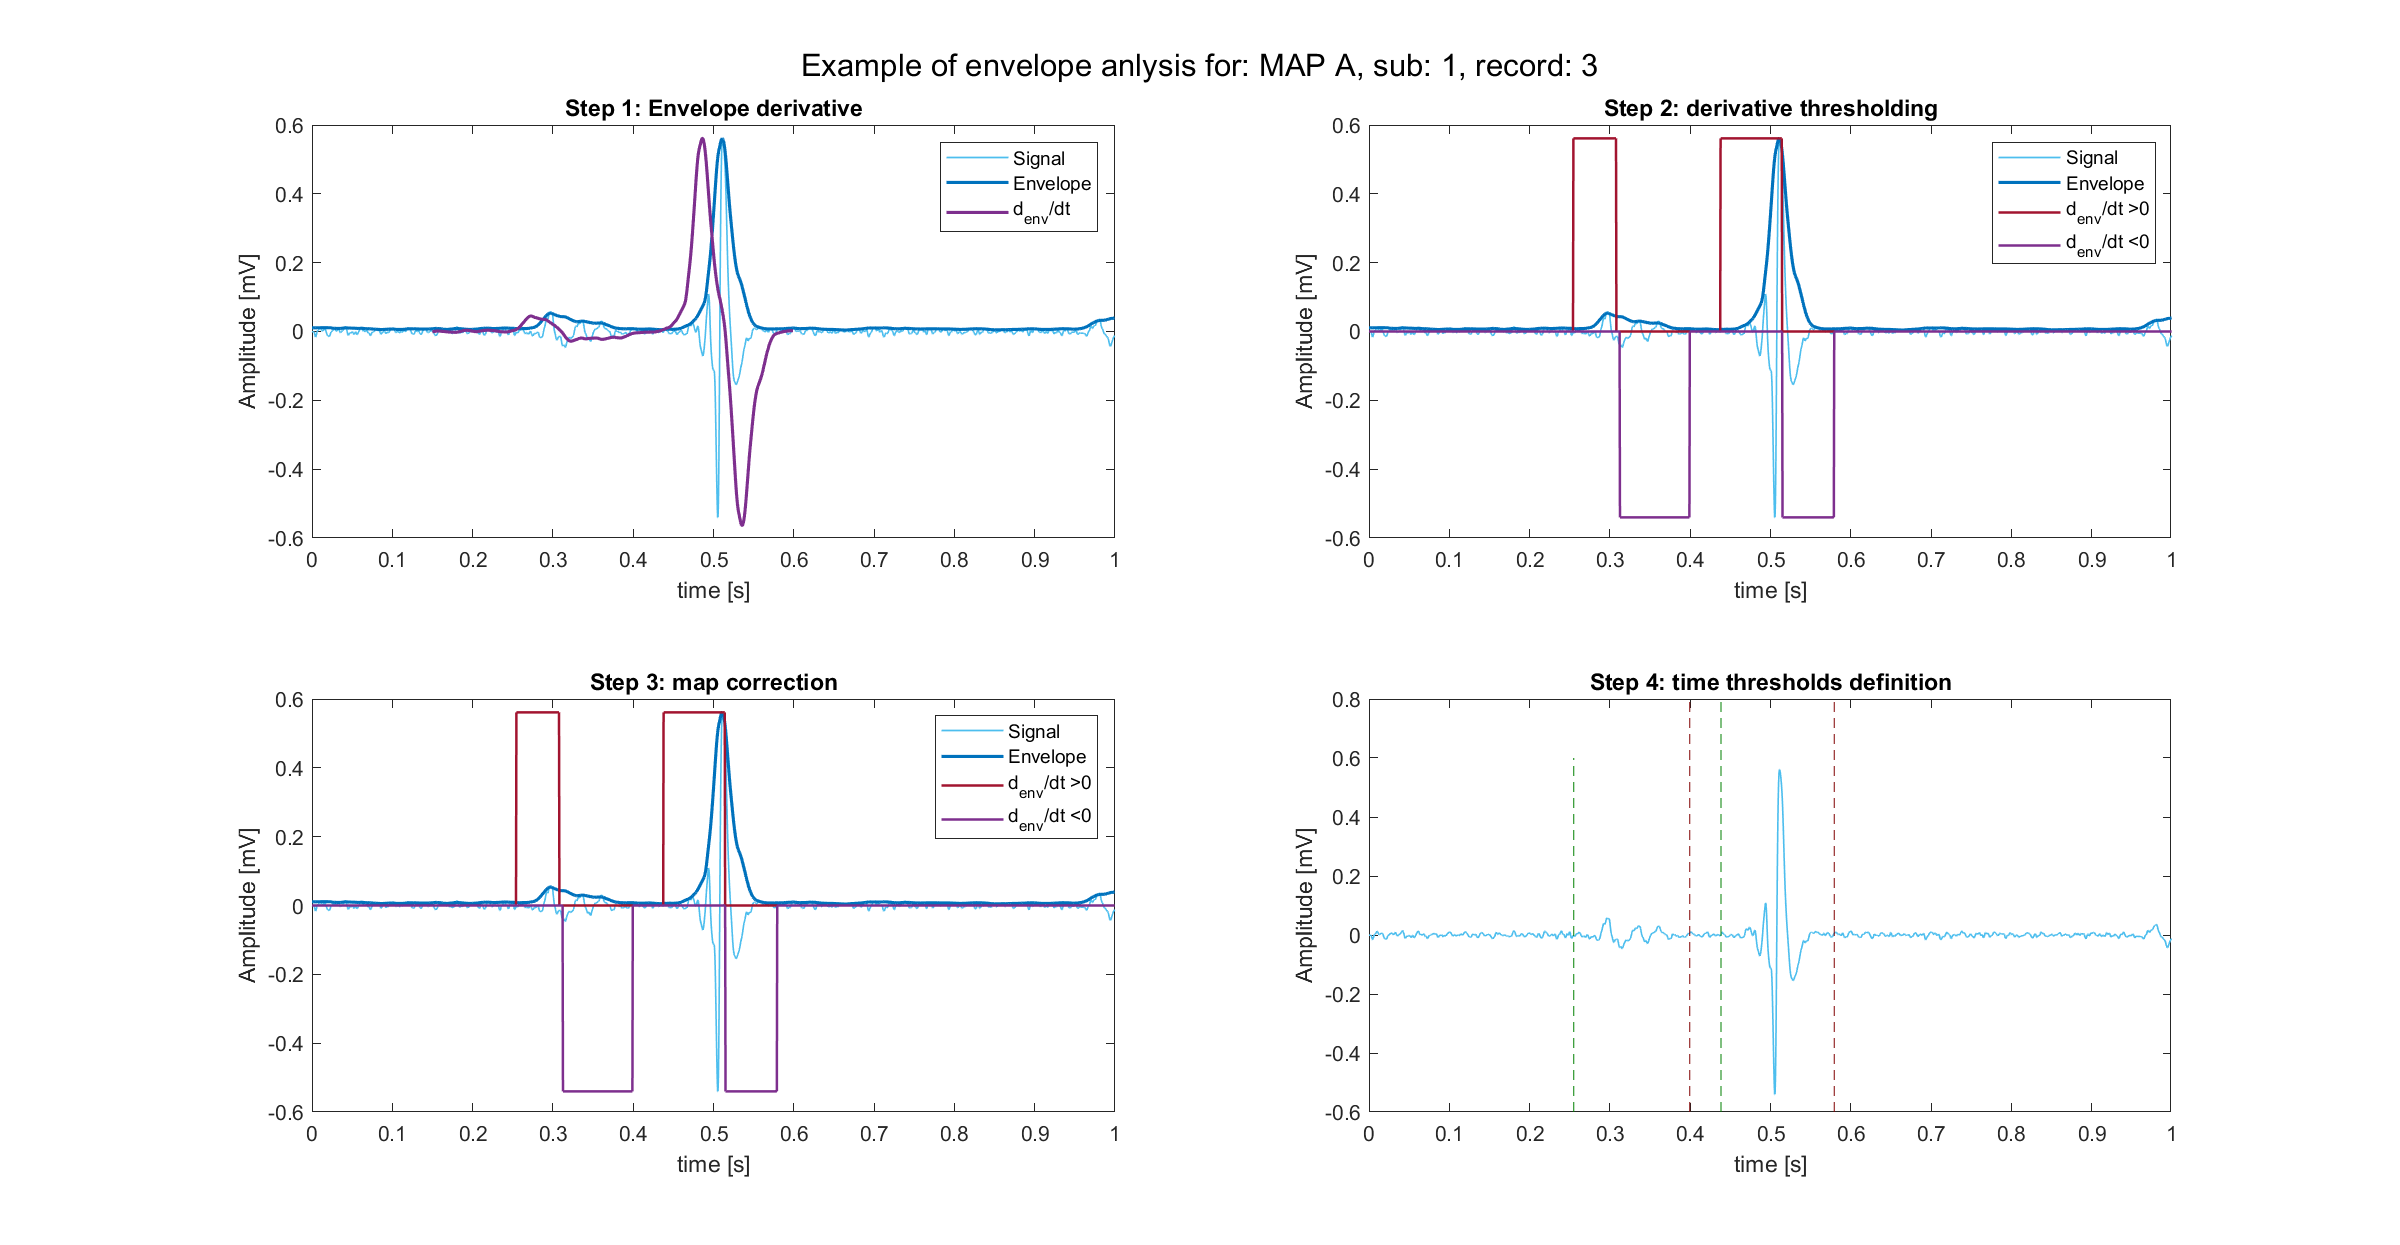 Example of envelope anlysis for: MAP A, sub: 1, record: 3
Step 1: Envelope derivative
0.6
0.4
0.2
0
-0.2
-0.4
-0.6
Amplitude [mV]
0 0.1 0.2 0.3 0.4 0.5 0.6 0.7 0.8 0.9 1
time [s]
Signal
Envelope
d_env/dt
Step 2: derivative thresholding
0.6
0.4
0.2
0
-0.2
-0.4
-0.6
Amplitude [mV]
0 0.1 0.2 0.3 0.4 0.5 0.6 0.7 0.8 0.9 1
time [s]
Signal
Envelope
d_env/dt >0
d_env/dt <0
Step 3: map correction
0.6
0.4
0.2
0
-0.2
-0.4
-0.6
Amplitude [mV]
0 0.1 0.2 0.3 0.4 0.5 0.6 0.7 0.8 0.9 1
time [s]
Signal
Envelope
d_env/dt >0
d_env/dt <0
Step 4: time thresholds definition
0.8
0.6
0.4
0.2
0
-0.2
-0.4
-0.6
Amplitude [mV]
0 0.1 0.2 0.3 0.4 0.5 0.6 0.7 0.8 0.9 1
time [s]